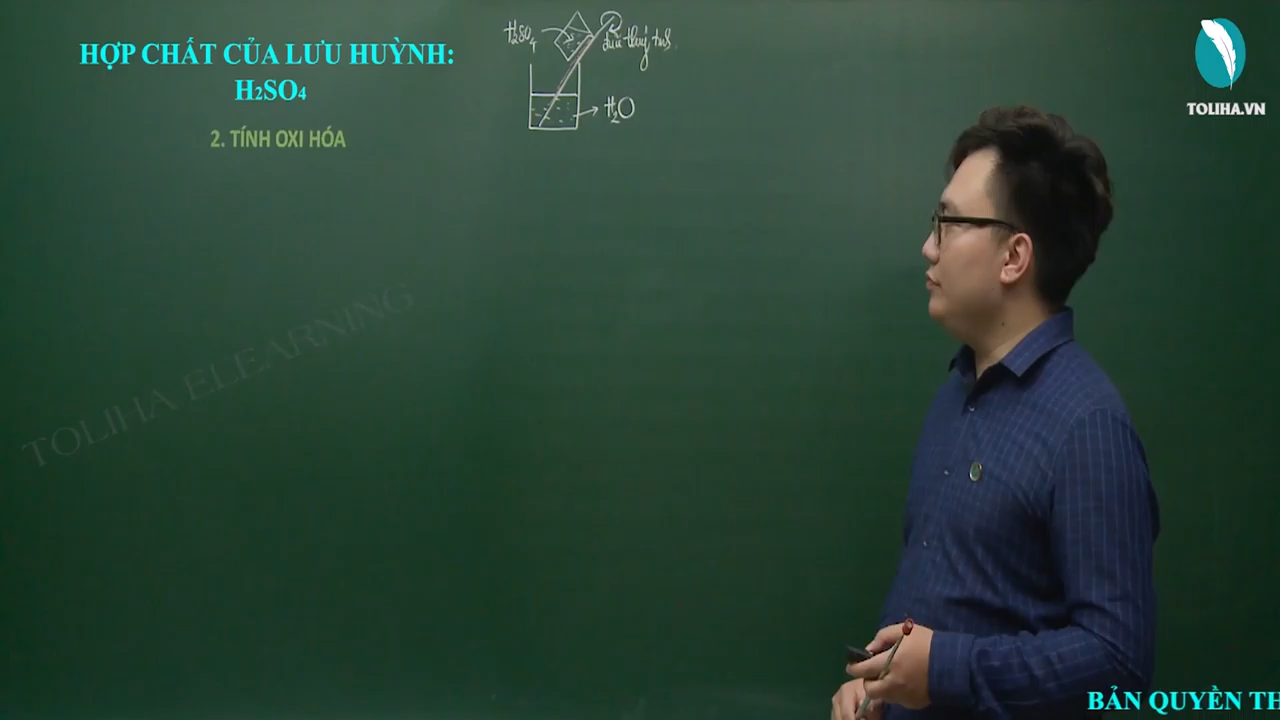 HỢP CHẤT CỦA LƯU HUỲNH:
H₂SO₄
2. TÍNH OXI HÓA
H₂SO₄
Đũa thuỷ tinh
H₂O
TOLIHA.VN
TOLIHA ELEARNING
BẢN QUYỀN TH